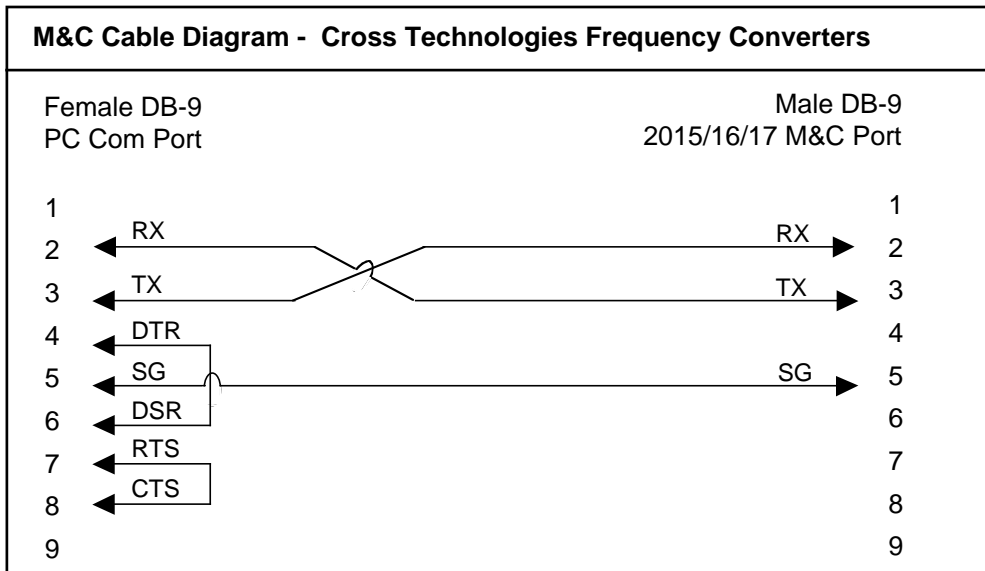 M&C Cable Diagram - Cross Technologies Frequency Converters
Female DB-9
PC Com Port
Male DB-9
2015/16/17 M&C Port
1 1
2 RX RX 2
3 TX TX 3
4 DTR 4
5 SG SG 5
6 DSR 6
7 RTS 7
8 CTS 8
9 9